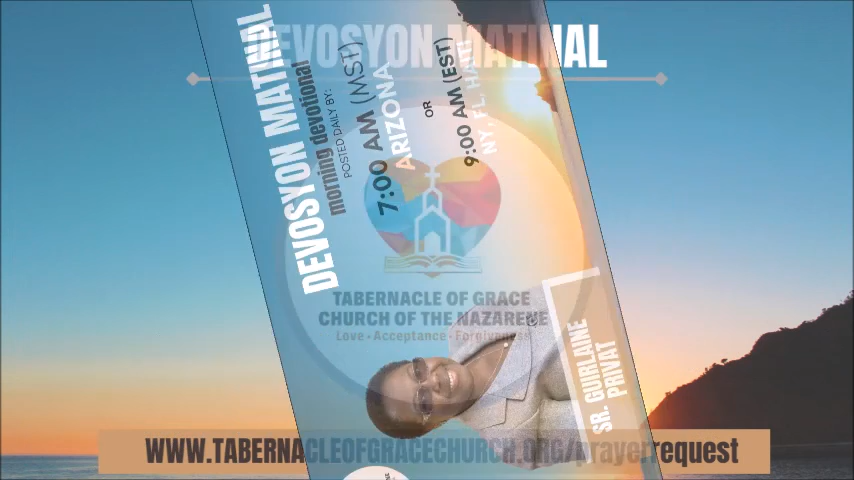 DEVOSYON MATINAL
DEVOSYON MATINAL
morning devotional
POSTED DAILY BY:
7:00 AM (MST)
ARIZONA
OR
9:00 AM (EST)
NY, FL, HAITI
TABERNACLE OF GRACE
CHURCH OF THE NAZARENE
Love - Acceptance - Forgiveness
SR. GUIRLAINE
PRIVAT
WWW.TABERNACLEOFGRACECHURCH.ORG/prayerrequest